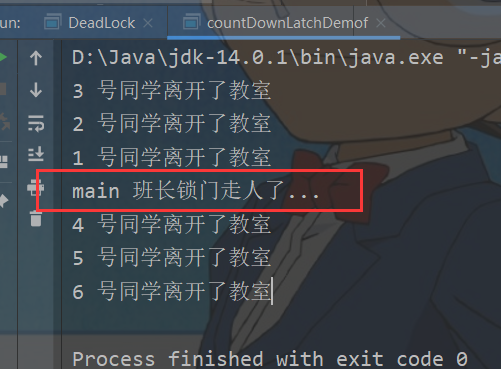 un:
DeadLock
countDownLatchDemof
D:\Java\jdk-14.0.1\bin\java.exe "-ja
3 号同学离开了教室
2 号同学离开了教室
1 号同学离开了教室
main 班长锁门走人了...
4 号同学离开了教室
5 号同学离开了教室
6 号同学离开了教室
Process finished with exit code 0